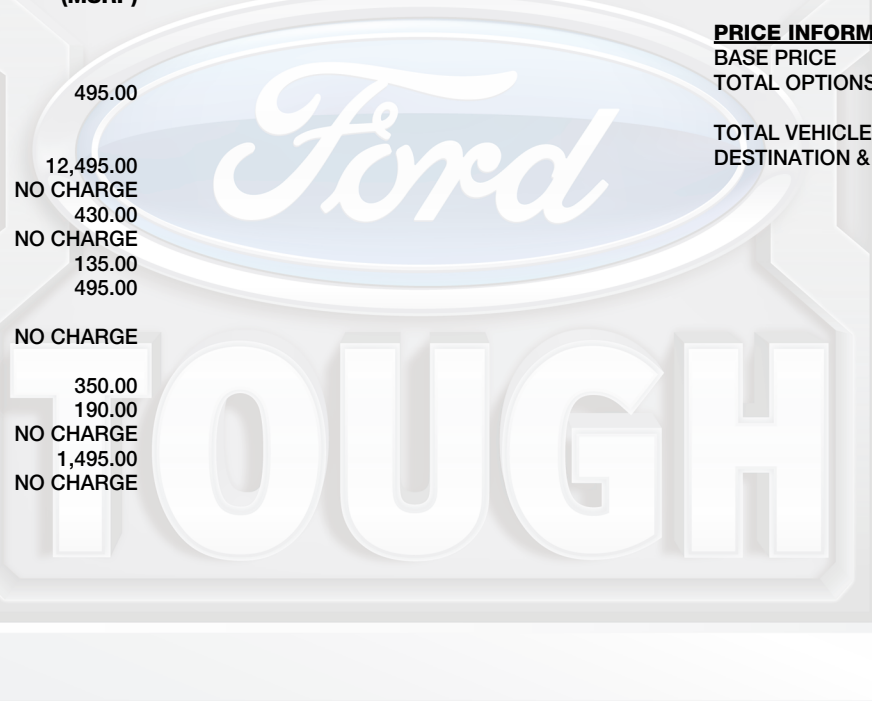 (MSRP)
495.00
12,495.00
NO CHARGE
430.00
NO CHARGE
135.00
495.00
NO CHARGE
350.00
190.00
NO CHARGE
1,495.00
NO CHARGE
PRICE INFORM
BASE PRICE
TOTAL OPTIONS
TOTAL VEHICLE
DESTINATION &
Ford
TOUGH